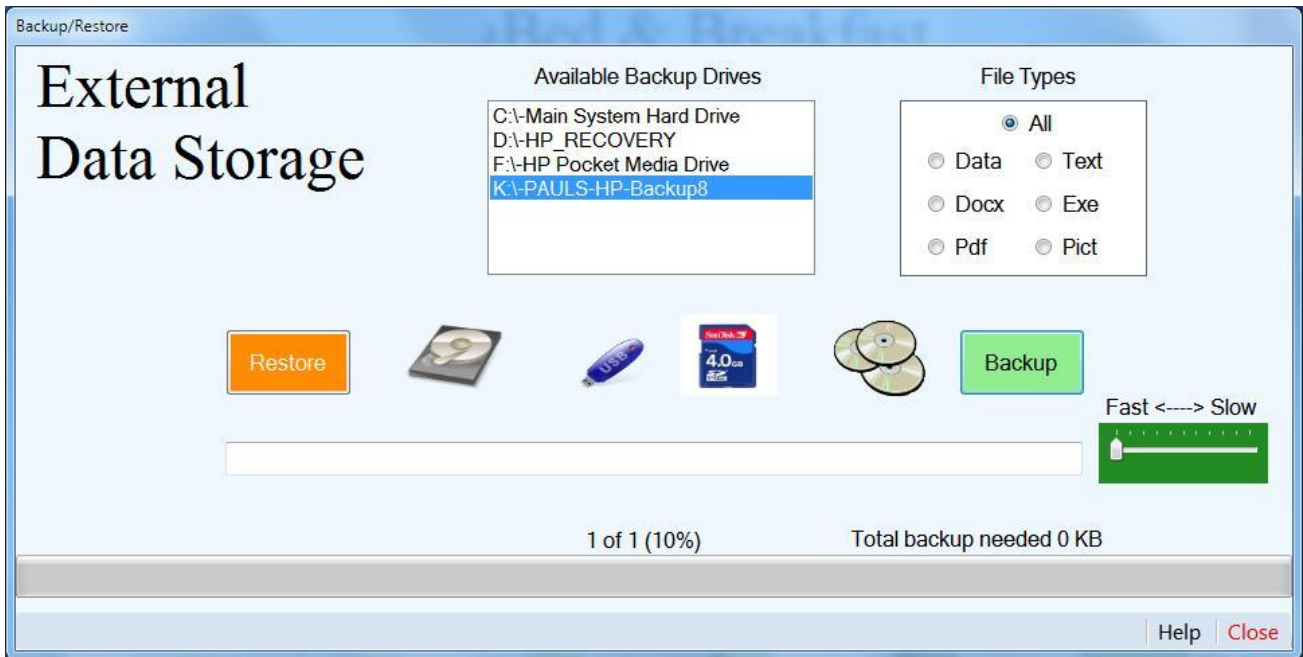 Backup/Restore
aBed & Breakfast
External
Data Storage
Available Backup Drives
C:\-Main System Hard Drive
D:\-HP_RECOVERY
F:\-HP Pocket Media Drive
K:\-PAULS-HP-Backup8
File Types
All
Data Text
Docx Exe
Pdf Pict
Restore
USB
SanDisk
4.0GB
Backup
Fast <----> Slow
1 of 1 (10%)
Total backup needed 0 KB
Help Close